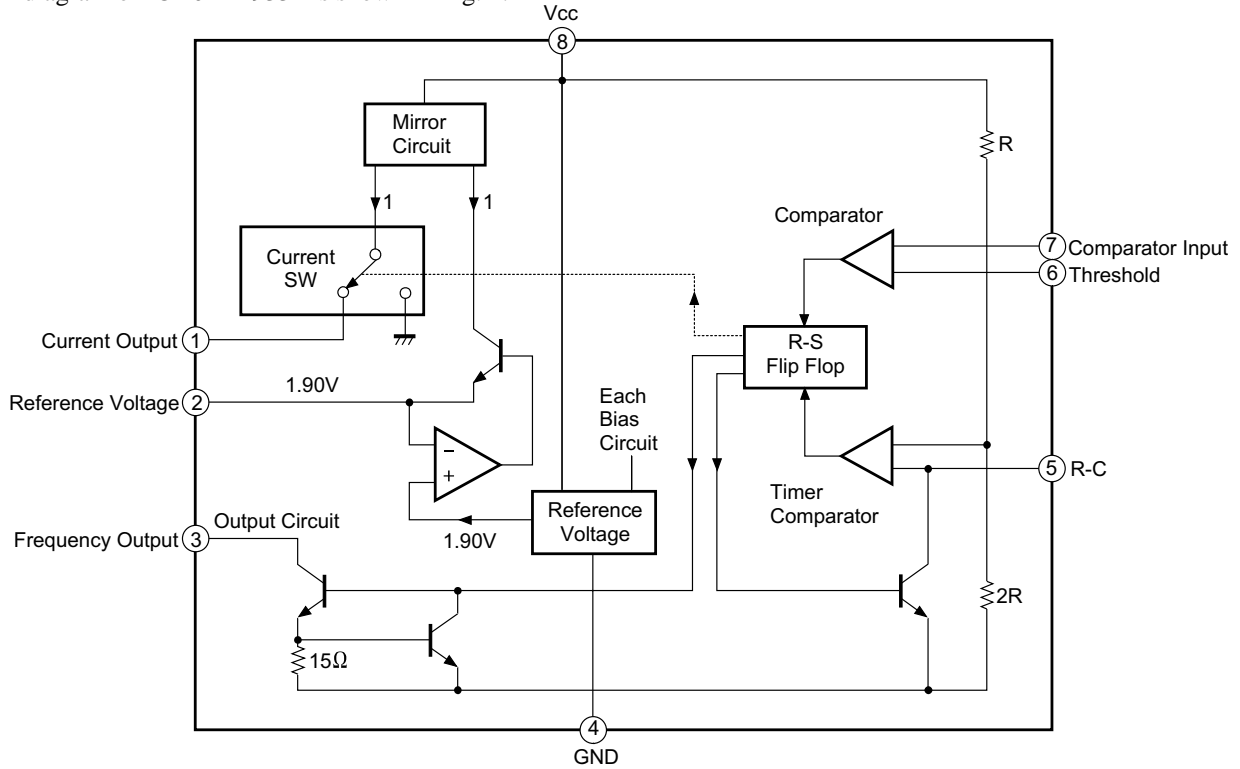 Vcc
8
Mirror
Circuit
R
1
1
Comparator
7 Comparator Input
6 Threshold
Current
SW
Current Output 1
R-S
Flip Flop
1.90V
Reference Voltage 2
Each
Bias
Circuit
−
+
5 R-C
Timer
Comparator
Reference
Voltage
1.90V
Output Circuit
Frequency Output 3
2R
15Ω
4
GND